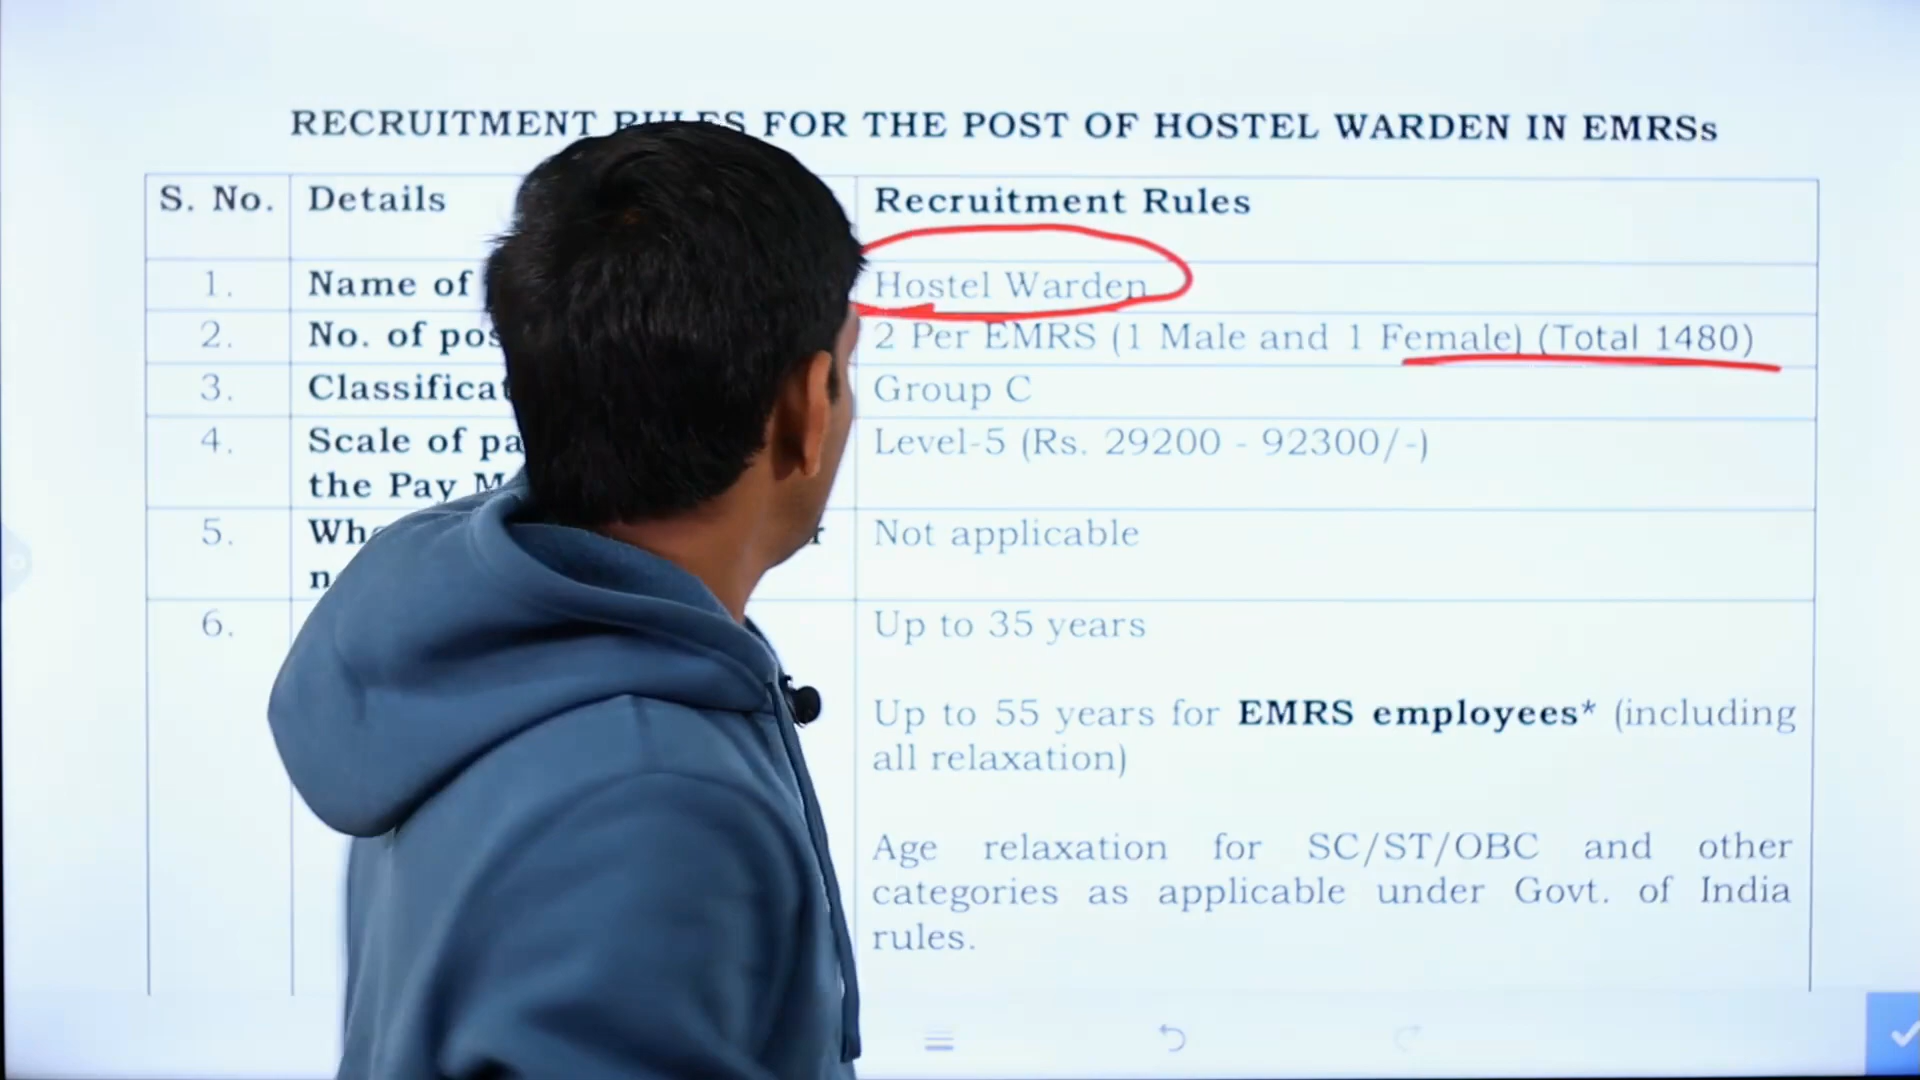 RECRUITMENT RULES FOR THE POST OF HOSTEL WARDEN IN EMRSs
S. No. Details Recruitment Rules
1. Name of Hostel Warden
2. No. of pos 2 Per EMRS (1 Male and 1 Female) (Total 1480)
3. Classificat Group C
4. Scale of pa Level-5 (Rs. 29200 - 92300/-)
the Pay M
5. Not applicable
6. Up to 35 years
Up to 55 years for EMRS employees* (including
all relaxation)
Age relaxation for SC/ST/OBC and other
categories as applicable under Govt. of India
rules.